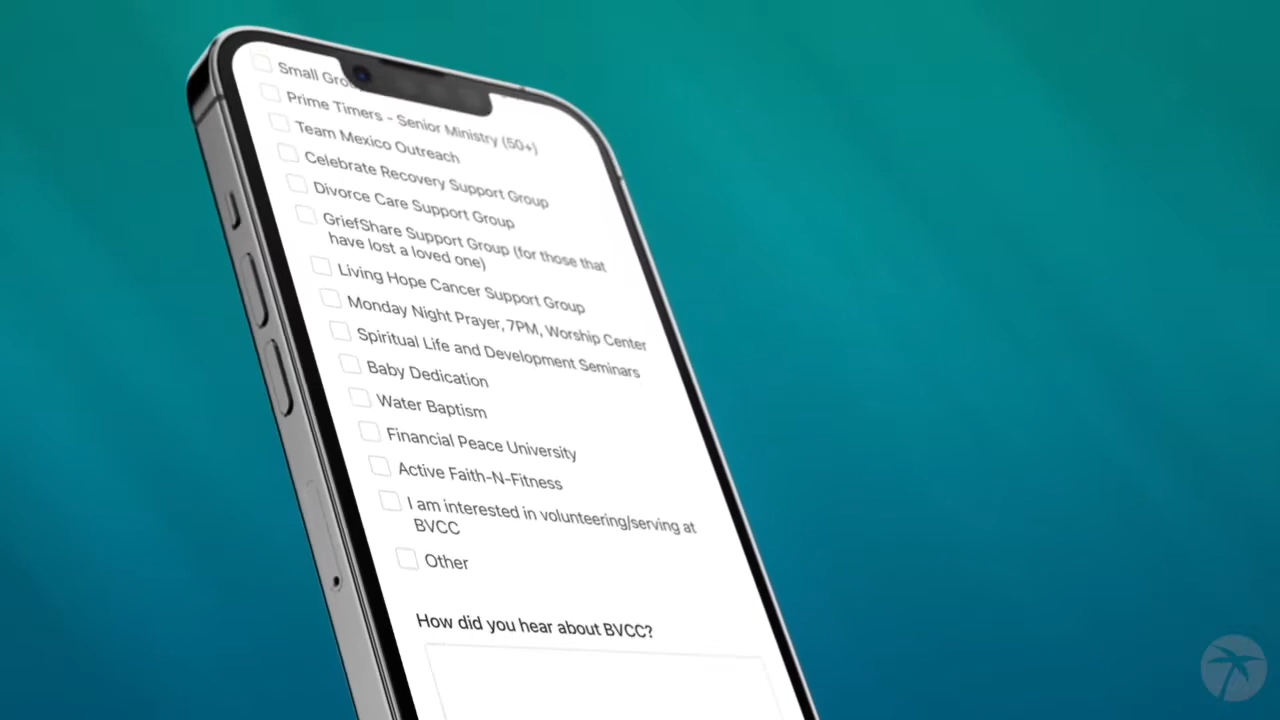 Small Gro
Prime Timers - Senior Ministry (50+)
Team Mexico Outreach
Celebrate Recovery Support Group
Divorce Care Support Group
GriefShare Support Group (for those that
have lost a loved one)
Living Hope Cancer Support Group
Monday Night Prayer, 7PM, Worship Center
Spiritual Life and Development Seminars
Baby Dedication
Water Baptism
Financial Peace University
Active Faith-N-Fitness
I am interested in volunteering/serving at
BVCC
Other
How did you hear about BVCC?